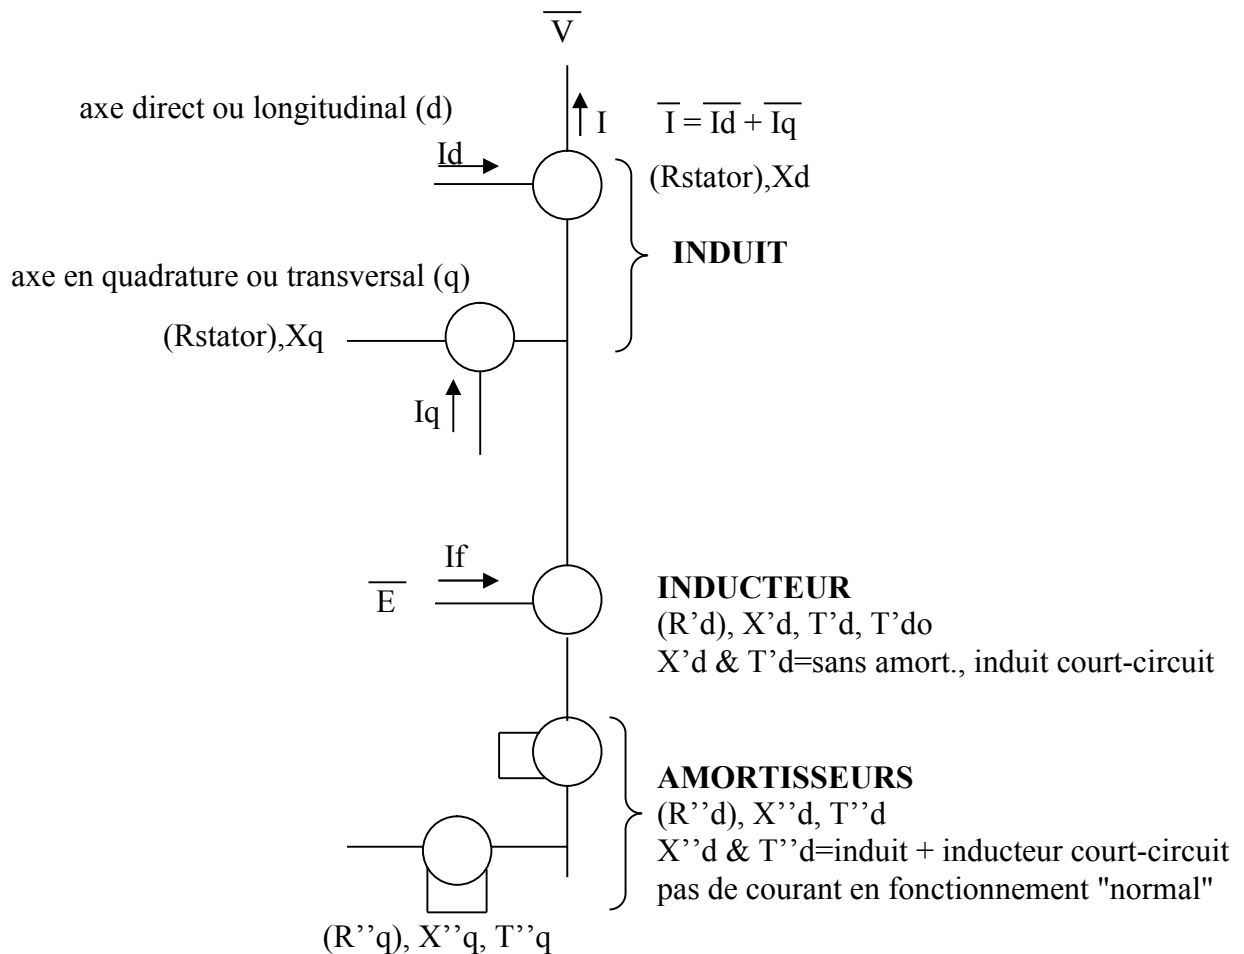 V
axe direct ou longitudinal (d)
I
I = Id + Iq
Id
(Rstator),Xd
INDUIT
axe en quadrature ou transversal (q)
(Rstator),Xq
Iq
If
E
INDUCTEUR
(R’d), X’d, T’d, T’do
X’d & T’d=sans amort., induit court-circuit
AMORTISSEURS
(R’’d), X’’d, T’’d
X’’d & T’’d=induit + inducteur court-circuit
pas de courant en fonctionnement "normal"
(R’’q), X’’q, T’’q